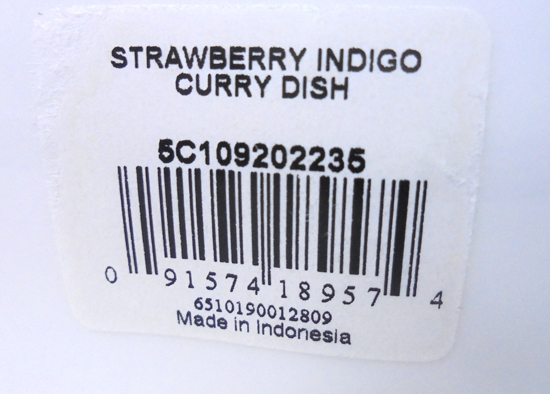 STRAWBERRY INDIGO
CURRY DISH
5C109202235
0 91574 18957 4
6510190012809
Made in Indonesia